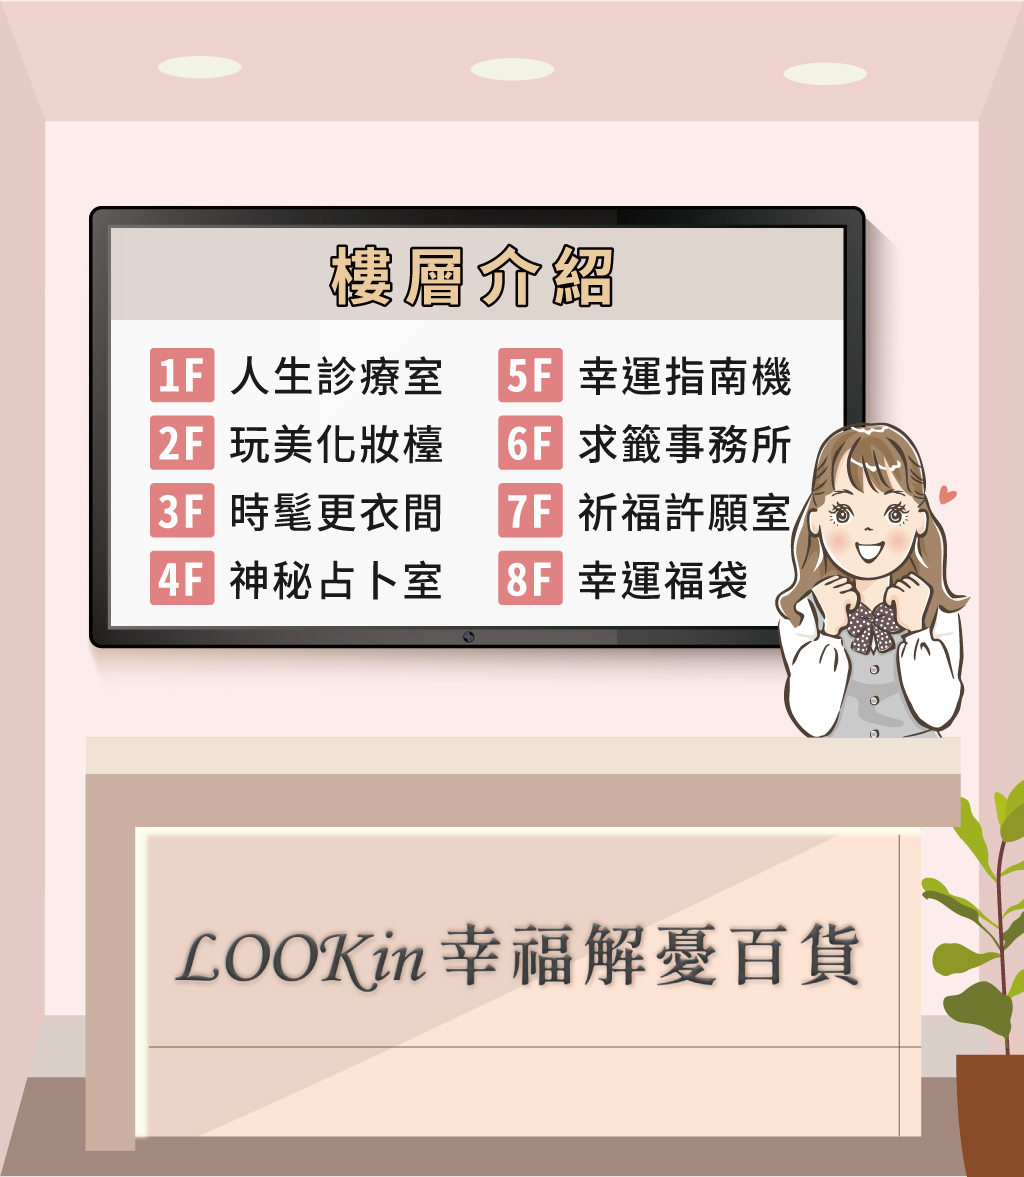 樓層介紹
1F 人生診療室
2F 玩美化妝檯
3F 時髦更衣間
4F 神秘占卜室
5F 幸運指南機
6F 求籤事務所
7F 祈福許願室
8F 幸運福袋
LOOKin 幸福解憂百貨